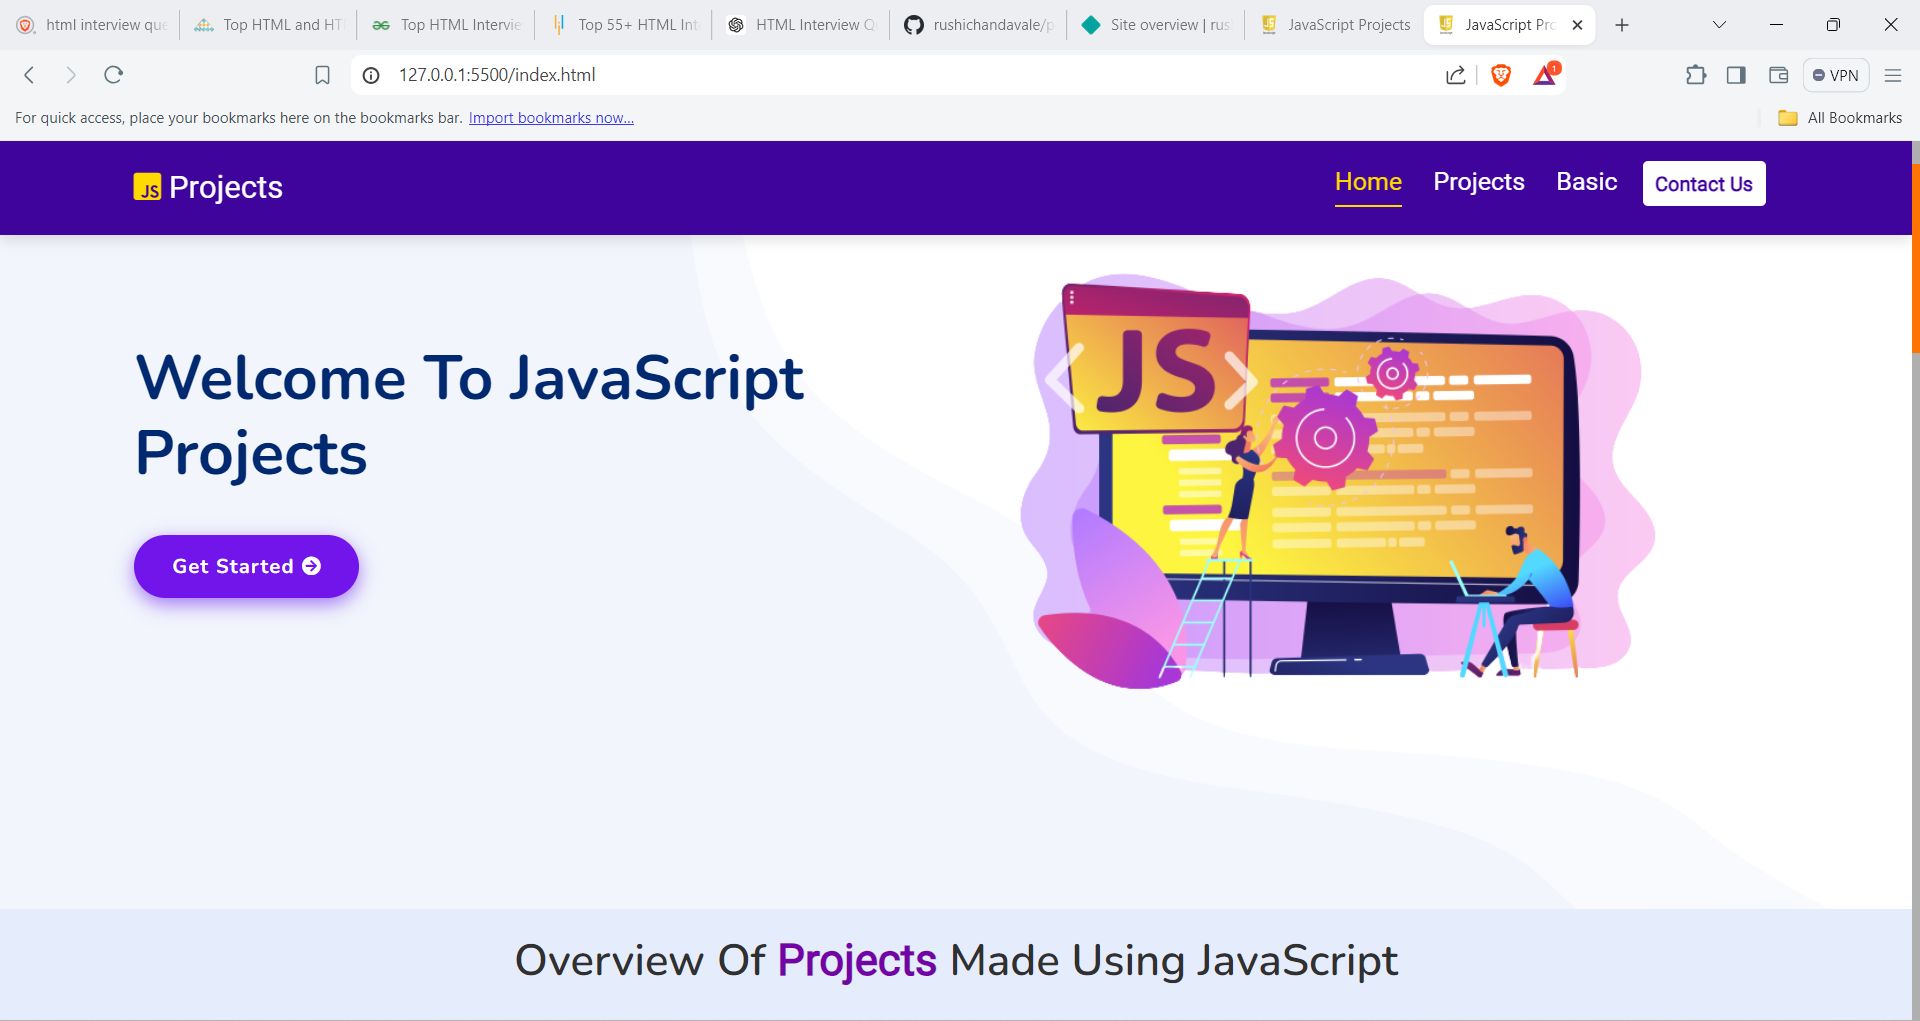 html interview que
Top HTML and HT
Top HTML Intervie
Top 55+ HTML Int
HTML Interview Q
rushichandavale/p
Site overview | rus
JavaScript Projects
JavaScript Pro
127.0.0.1:5500/index.html
1
VPN
For quick access, place your bookmarks here on the bookmarks bar. Import bookmarks now...
All Bookmarks
JS Projects
Home
Projects
Basic
Contact Us
Welcome To JavaScript
Projects
JS
Get Started
Overview Of Projects Made Using JavaScript